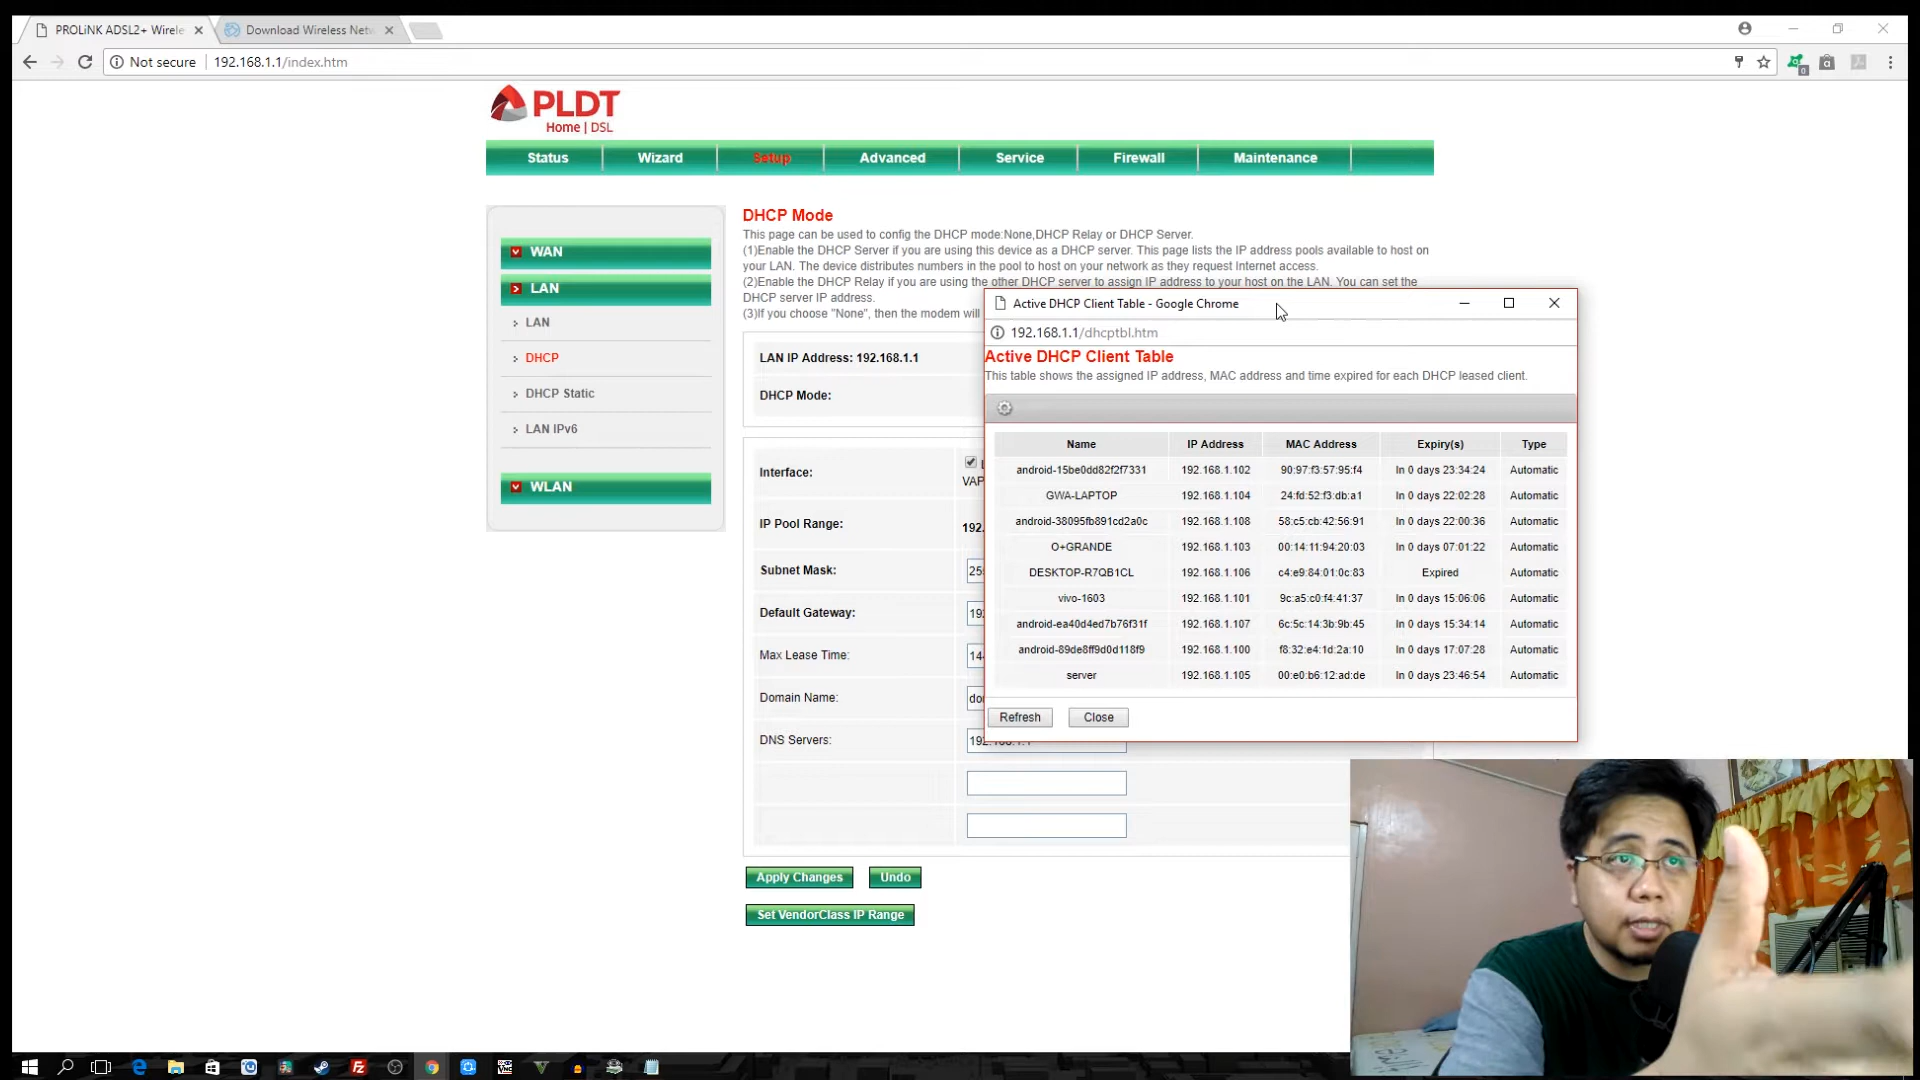 PROLiNK ADSL2+ Wirele
Download Wireless Net
Not secure
192.168.1.1/index.htm
PLDT
Home | DSL
Status Wizard Setup Advanced Service Firewall Maintenance
WAN
LAN
LAN
DHCP
DHCP Static
LAN IPv6
WLAN
DHCP Mode
This page can be used to config the DHCP mode:None,DHCP Relay or DHCP Server.
(1)Enable the DHCP Server if you are using this device as a DHCP server. This page lists the IP address pools available to host on
your LAN. The device distributes numbers in the pool to host on your network as they request Internet access.
(2)Enable the DHCP Relay if you are using the other DHCP server to assign IP address to your host on the LAN. You can set the
DHCP server IP address.
(3)If you choose "None", then the modem will
LAN IP Address: 192.168.1.1
DHCP Mode:
Interface:
VAP
IP Pool Range: 192.
Subnet Mask: 25
Default Gateway: 19
Max Lease Time: 14
Domain Name: do
DNS Servers: 192.168.1.1
Apply Changes Undo
Set VendorClass IP Range
Active DHCP Client Table - Google Chrome
192.168.1.1/dhcptbl.htm
Active DHCP Client Table
This table shows the assigned IP address, MAC address and time expired for each DHCP leased client.
Name IP Address MAC Address Expiry(s) Type
android-15be0dd82f2f7331 192.168.1.102 90:97:f3:57:95:f4 In 0 days 23:34:24 Automatic
GWA-LAPTOP 192.168.1.104 24:fd:52:f3:db:a1 In 0 days 22:02:28 Automatic
android-38095fb891cd2a0c 192.168.1.108 58:c5:cb:42:56:91 In 0 days 22:00:36 Automatic
O+GRANDE 192.168.1.103 00:14:11:94:20:03 In 0 days 07:01:22 Automatic
DESKTOP-R7QB1CL 192.168.1.106 c4:e9:84:01:0c:83 Expired Automatic
vivo-1603 192.168.1.101 9c:a5:c0:f4:41:37 In 0 days 15:06:06 Automatic
android-ea40d4ed7b76f31f 192.168.1.107 6c:5c:14:3b:9b:45 In 0 days 15:34:14 Automatic
android-89de8ff9d0d118f9 192.168.1.100 f8:32:e4:1d:2a:10 In 0 days 17:07:28 Automatic
server 192.168.1.105 00:e0:b6:12:ad:de In 0 days 23:46:54 Automatic
Refresh Close